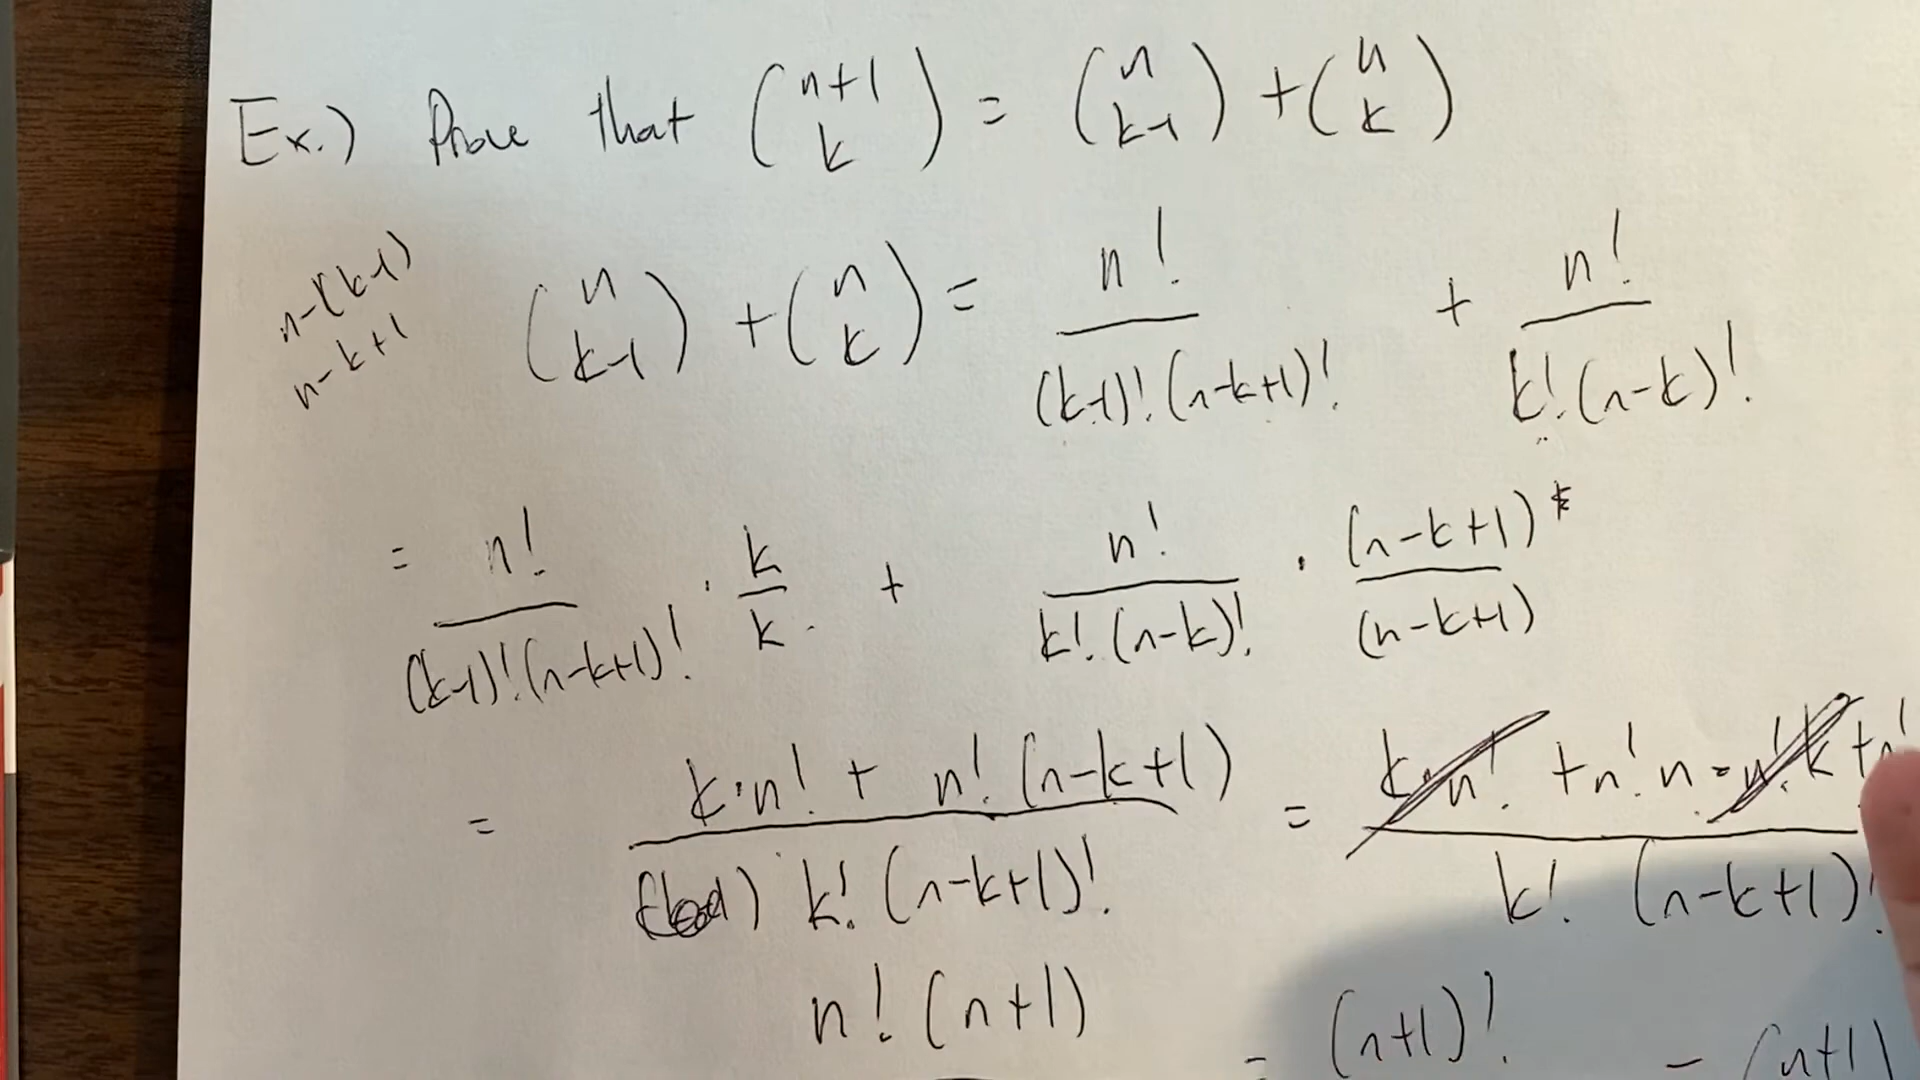 Ex.) Prove that (n+1 k) = (n k-1) + (n k)
n-(k-1)
n-k+1
(n k-1) + (n k) = n!/((k-1)!(n-k+1)!) + n!/(k!(n-k)!)
= n!/((k-1)!(n-k+1)!) · k/k + n!/(k!(n-k)!) · (n-k+1)*/(n-k+1)
= (k·n! + n!(n-k+1))/(k!(n-k+1)!) = (k·n! + n!n - n!k + n!)/(k!(n-k+1)!)
n!(n+1) = (n+1)! = (n+1)